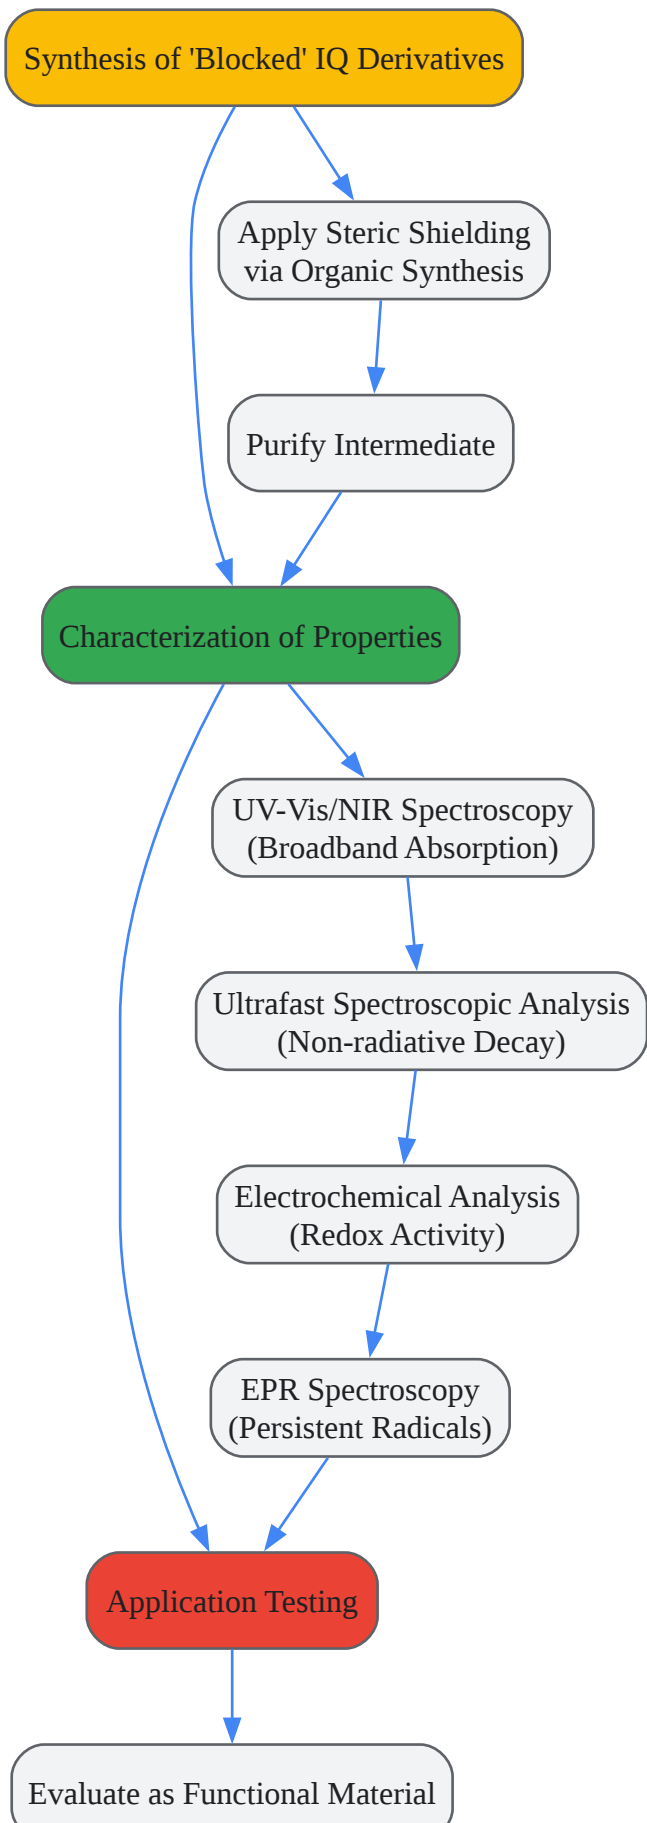 Synthesis of 'Blocked' IQ Derivatives
Apply Steric Shielding
via Organic Synthesis
Purify Intermediate
Characterization of Properties
UV-Vis/NIR Spectroscopy
(Broadband Absorption)
Ultrafast Spectroscopic Analysis
(Non-radiative Decay)
Electrochemical Analysis
(Redox Activity)
EPR Spectroscopy
(Persistent Radicals)
Application Testing
Evaluate as Functional Material